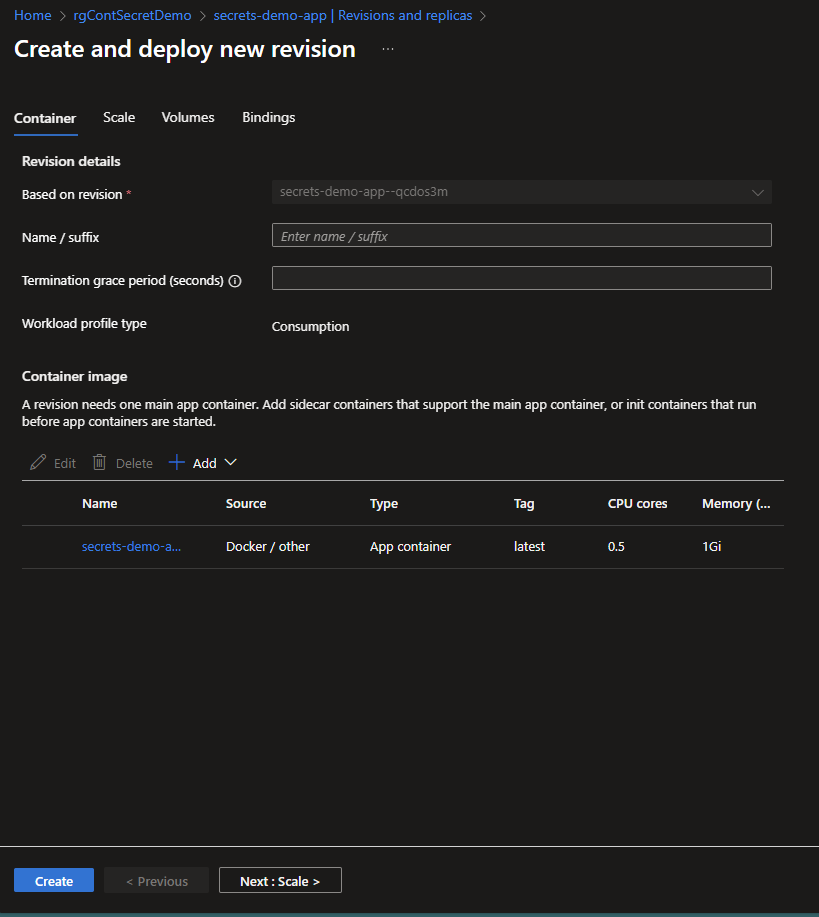 Home > rgContSecretDemo > secrets-demo-app | Revisions and replicas >
Create and deploy new revision ...
Container Scale Volumes Bindings
Revision details
Based on revision * secrets-demo-app--qcdos3m
Name / suffix Enter name / suffix
Termination grace period (seconds)
Workload profile type Consumption
Container image
A revision needs one main app container. Add sidecar containers that support the main app container, or init containers that run
before app containers are started.
Edit Delete + Add
Name Source Type Tag CPU cores Memory (...
secrets-demo-a... Docker / other App container latest 0.5 1Gi
Create < Previous Next : Scale >